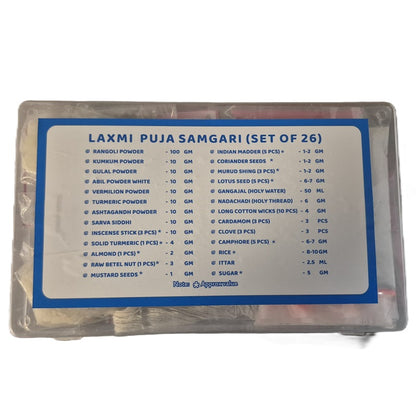 LAXMI PUJA SAMGARI (SET OF 26)
@ RANGOLI POWDER - 100 GM
@ KUMKUM POWDER - 10 GM
@ GULAL POWDER - 10 GM
@ ABIL POWDER WHITE - 10 GM
@ VERMILION POWDER - 10 GM
@ TURMERIC POWDER - 10 GM
@ ASHTAGANDH POWDER - 10 GM
@ SARVA SIDDHI - 10 GM
@ INSCENSE STICK (3 PCS)* - 10 GM
@ SOLID TURMERIC (1 PCS)* - 4 GM
@ ALMOND (1 PCS)* - 2 GM
@ RAW BETEL NUT (1 PCS)* - 3 GM
@ MUSTARD SEEDS* - 1 GM
@ INDIAN MADDER (5 PCS)* - 1-2 GM
@ CORIANDER SEEDS * - 1-2 GM
@ MURUD SHING (3 PCS)* - 1-2 GM
@ LOTUS SEED (5 PCS)* - 6-7 GM
@ GANGAJAL (HOLY WATER) - 50 ML
@ NADACHADI (HOLY THREAD) - 6 GM
@ LONG COTTON WICKS (10 PCS) - 4 GM
@ CARDAMOM (3 PCS) - 3 PCS
@ CLOVE (3 PCS) - 3 PCS
@ CAMPHORE (5 PCS) * - 6-7 GM
@ RICE * - 8-10 GM
@ ITTAR - 2.5 ML
@ SUGAR * - 5 GM
Note: * Approxvalue